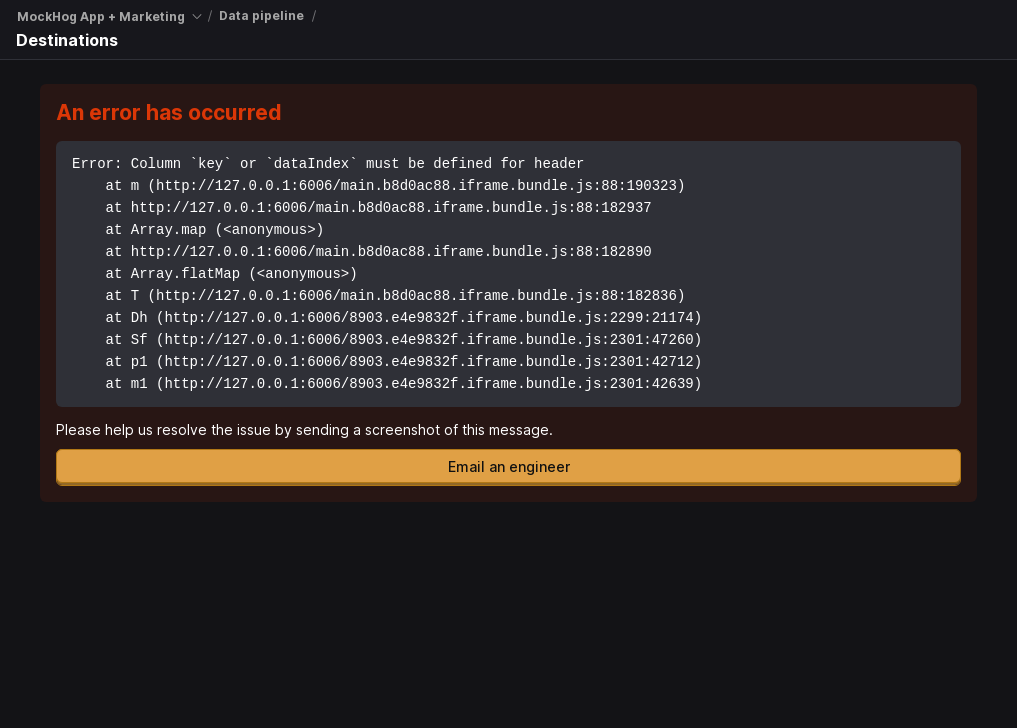 MockHog App + Marketing / Data pipeline /
Destinations
An error has occurred
Error: Column `key` or `dataIndex` must be defined for header
    at m (http://127.0.0.1:6006/main.b8d0ac88.iframe.bundle.js:88:190323)
    at http://127.0.0.1:6006/main.b8d0ac88.iframe.bundle.js:88:182937
    at Array.map (<anonymous>)
    at http://127.0.0.1:6006/main.b8d0ac88.iframe.bundle.js:88:182890
    at Array.flatMap (<anonymous>)
    at T (http://127.0.0.1:6006/main.b8d0ac88.iframe.bundle.js:88:182836)
    at Dh (http://127.0.0.1:6006/8903.e4e9832f.iframe.bundle.js:2299:21174)
    at Sf (http://127.0.0.1:6006/8903.e4e9832f.iframe.bundle.js:2301:47260)
    at p1 (http://127.0.0.1:6006/8903.e4e9832f.iframe.bundle.js:2301:42712)
    at m1 (http://127.0.0.1:6006/8903.e4e9832f.iframe.bundle.js:2301:42639)
Please help us resolve the issue by sending a screenshot of this message.
Email an engineer